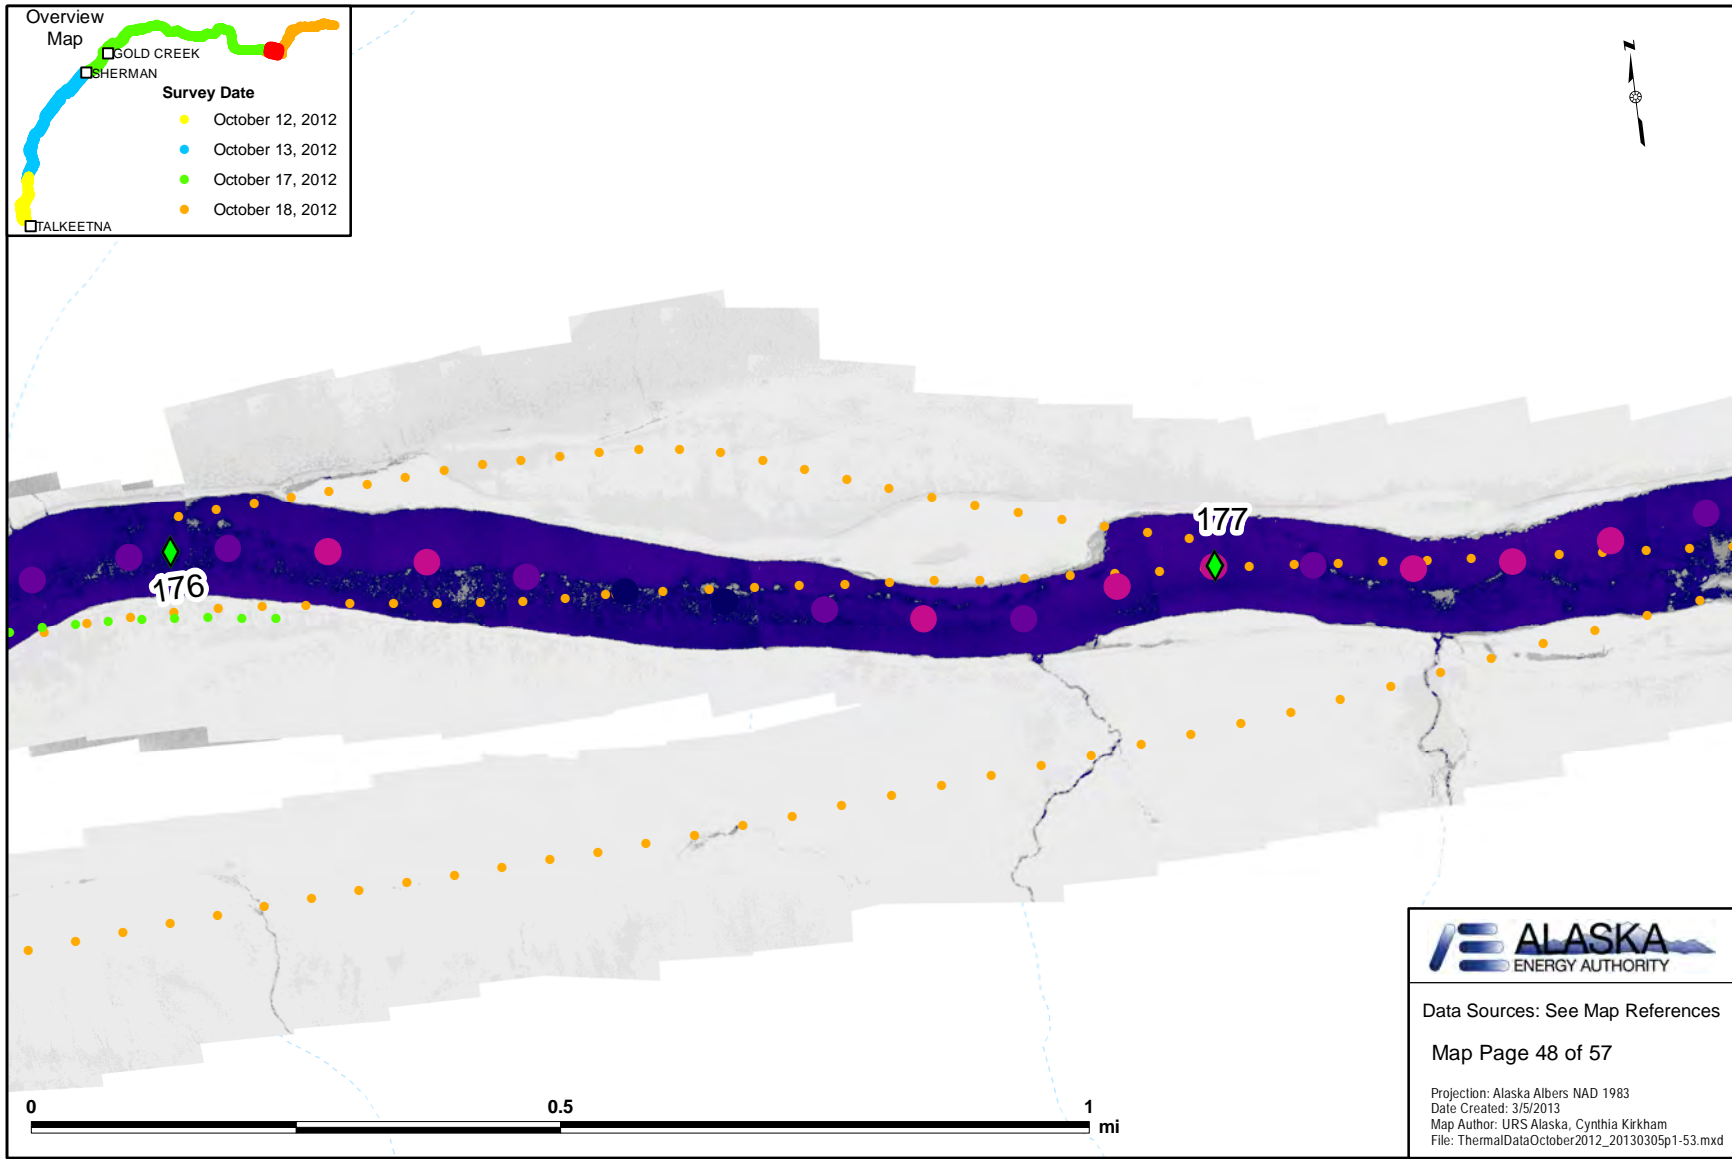 Overview
Map
GOLD CREEK
SHERMAN
Survey Date
October 12, 2012
October 13, 2012
October 17, 2012
October 18, 2012
TALKEETNA
N
177
176
0 0.5 1
mi
ALASKA
ENERGY AUTHORITY
Data Sources: See Map References
Map Page 48 of 57
Projection: Alaska Albers NAD 1983
Date Created: 3/5/2013
Map Author: URS Alaska, Cynthia Kirkham
File: ThermalDataOctober2012_20130305p1-53.mxd